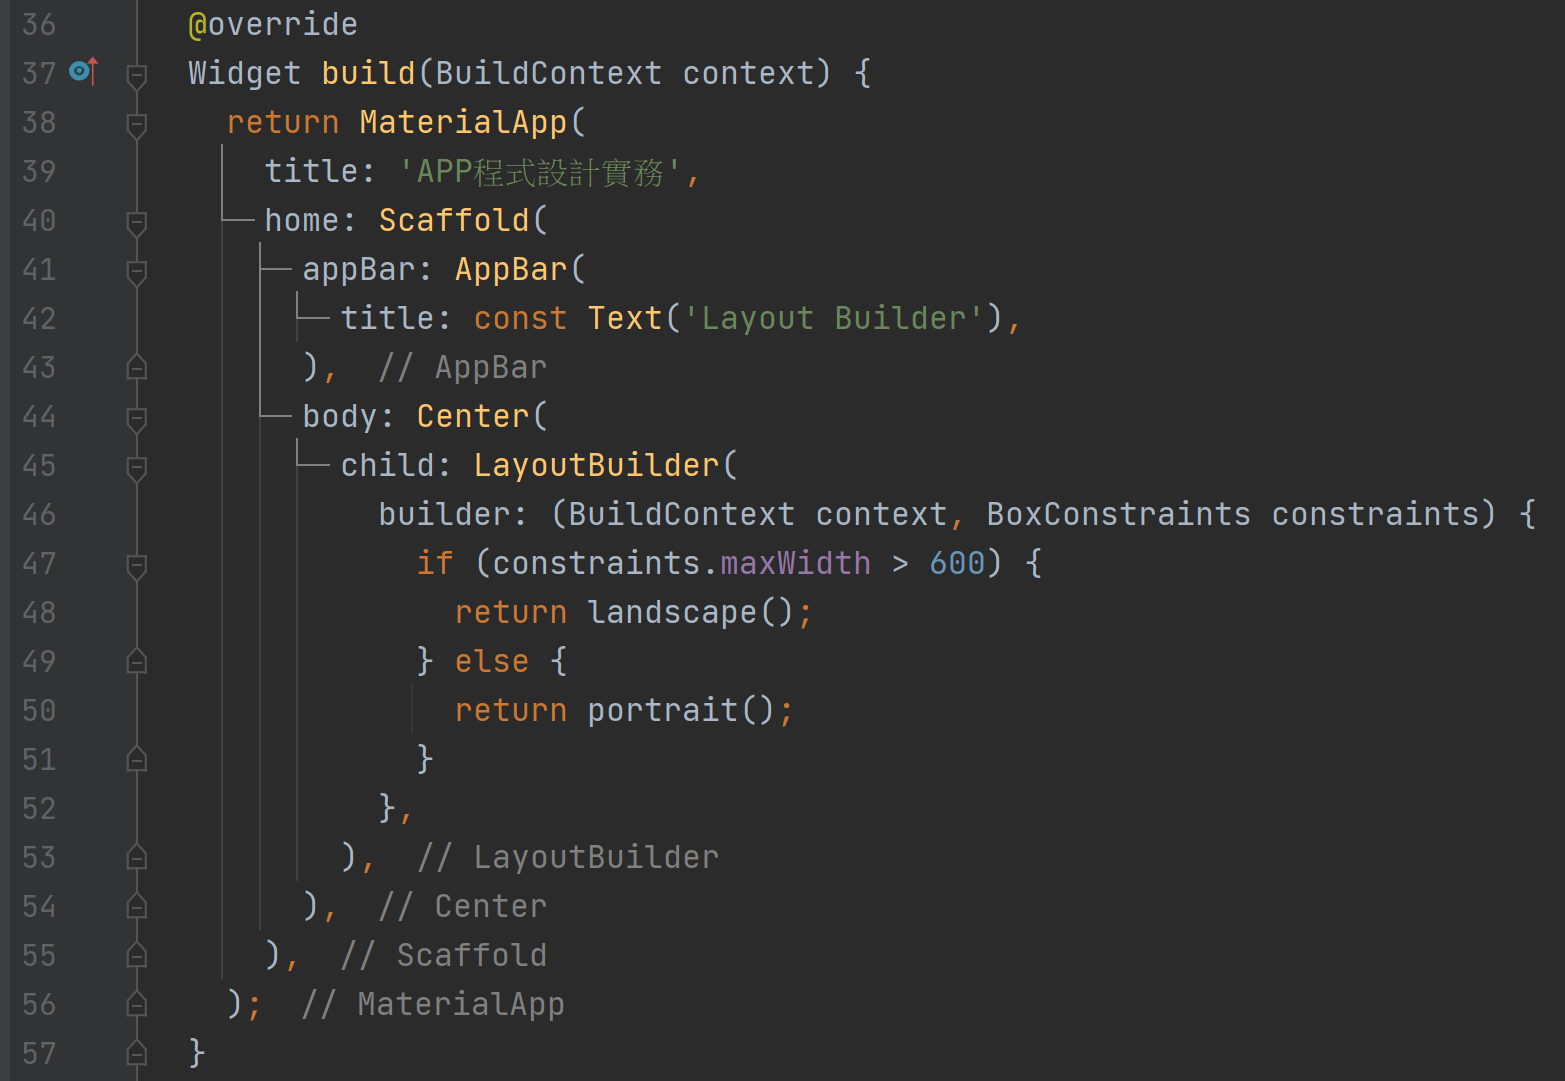 36 @override
37 Widget build(BuildContext context) {
38 return MaterialApp(
39 title: 'APP程式設計實務',
40 home: Scaffold(
41 appBar: AppBar(
42 title: const Text('Layout Builder'),
43 ), // AppBar
44 body: Center(
45 child: LayoutBuilder(
46 builder: (BuildContext context, BoxConstraints constraints) {
47 if (constraints.maxWidth > 600) {
48 return landscape();
49 } else {
50 return portrait();
51 }
52 },
53 ), // LayoutBuilder
54 ), // Center
55 ), // Scaffold
56 ); // MaterialApp
57 }